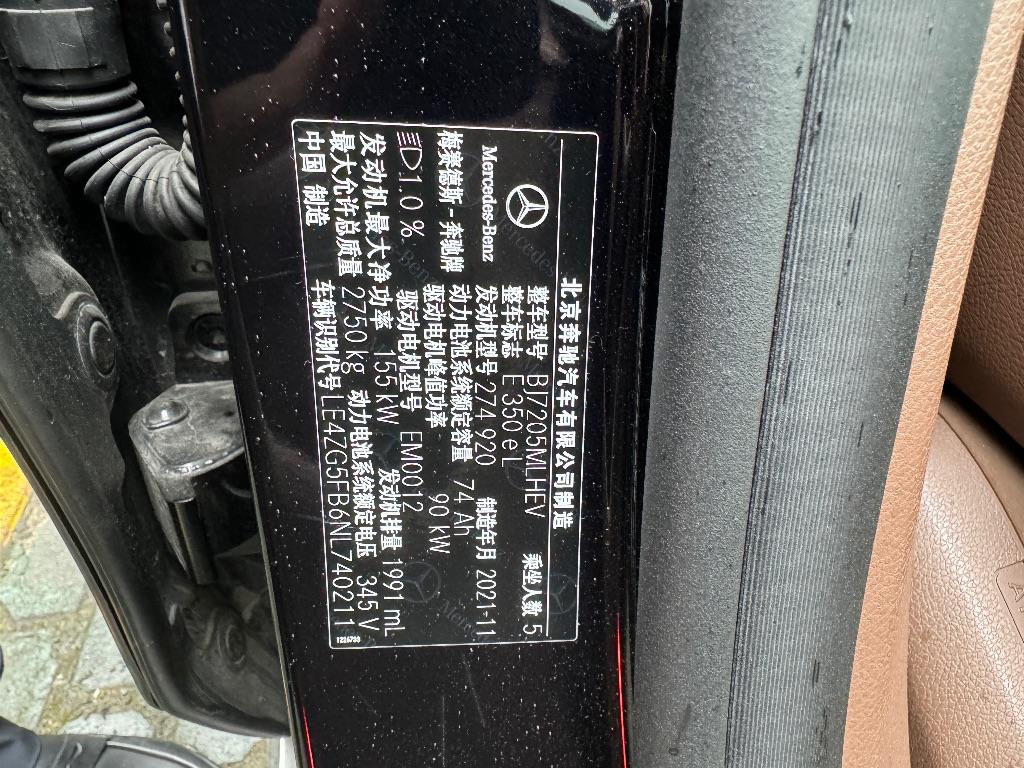 北京奔驰汽车有限公司制造
Mercedes-Benz
梅赛德斯-奔驰牌
整车型号 BJ7205MLHEV 乘坐人数 5
整车标志 E 350 e L
发动机型号 274 920 制造年月 2021-11
动力电池系统额定容量 74 Ah
驱动电机峰值功率 90 kW
1.0 % 驱动电机型号 EM0012
发动机最大净功率 155 kW 发动机排量 1991 mL
最大允许总质量 2750 kg 动力电池系统额定电压 345 V
中国 制造 车辆识别代号 LE4ZG5FB6NL740211